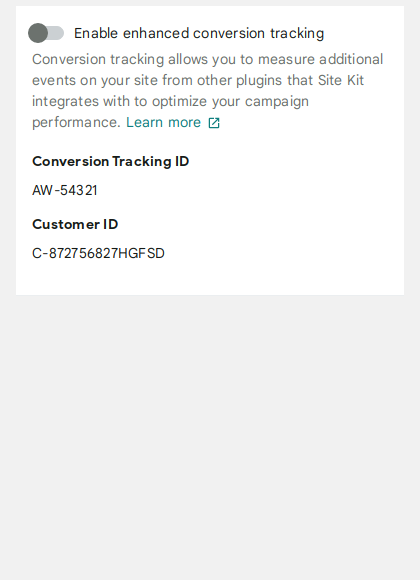 Enable enhanced conversion tracking
Conversion tracking allows you to measure additional
events on your site from other plugins that Site Kit
integrates with to optimize your campaign
performance. Learn more
Conversion Tracking ID
AW-54321
Customer ID
C-872756827HGFSD